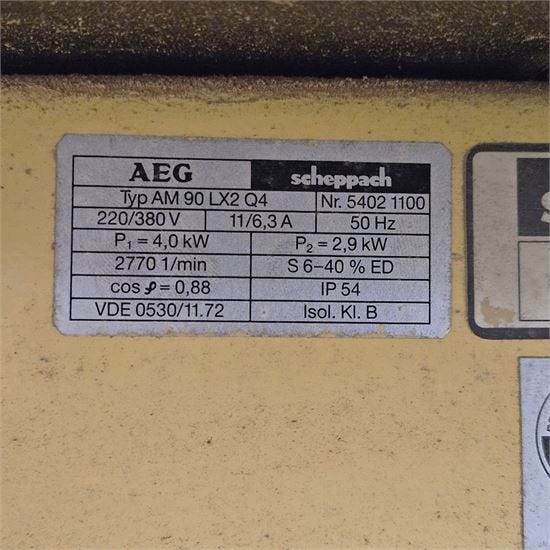 AEG scheppach
Typ AM 90 LX2 Q4 Nr. 5402 1100
220/380 V 11/6,3 A 50 Hz
P₁ = 4,0 kW P₂ = 2,9 kW
2770 1/min S 6–40 % ED
cos φ = 0,88 IP 54
VDE 0530/11.72 Isol. Kl. B